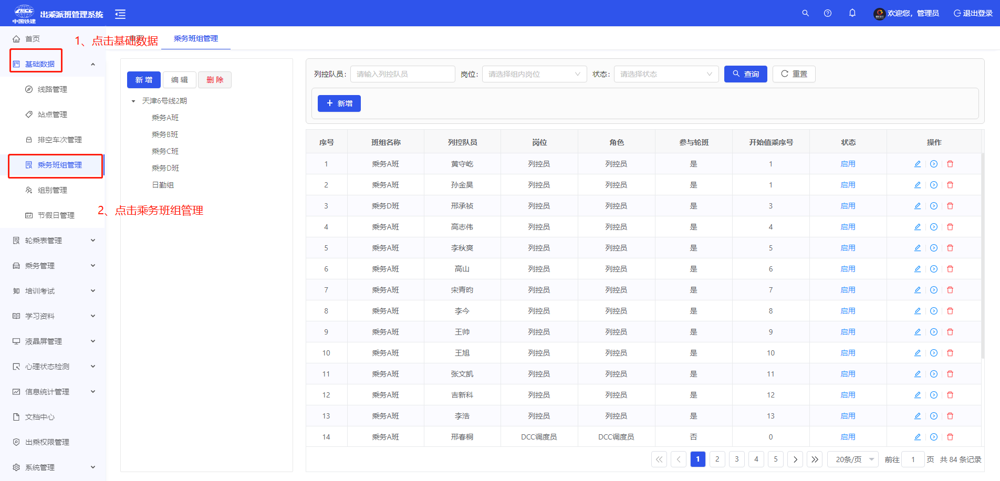 CRCC
中国铁建
出乘派班管理系统
欢迎您，管理员
退出登录
首页
乘务班组管理
1、点击基础数据
基础数据
线路管理
站点管理
排空车次管理
乘务班组管理
组别管理
节假日管理
2、点击乘务班组管理
轮乘表管理
乘务管理
培训考试
学习资料
液晶屏管理
心理状态检测
信息统计管理
文档中心
出乘权限管理
系统管理
新 增 编 辑 删 除
天津6号线2期
乘务A班
乘务B班
乘务C班
乘务D班
日勤组
列控队员： 请输入列控队员 岗位： 请选择组内岗位 状态： 请选择状态 查询 重置
新增
序号 班组名称 列控队员 岗位 角色 参与轮班 开始值乘序号 状态 操作
1 乘务A班 黄守屹 列控员 列控员 是 1 启用
2 乘务A班 孙金昊 列控员 列控员 是 1 启用
3 乘务D班 邢承祯 列控员 列控员 是 3 启用
4 乘务A班 高志伟 列控员 列控员 是 4 启用
5 乘务A班 李秋爽 列控员 列控员 是 5 启用
6 乘务A班 高山 列控员 列控员 是 6 启用
7 乘务A班 宋青昀 列控员 列控员 是 7 启用
8 乘务A班 李今 列控员 列控员 是 8 启用
9 乘务A班 王帅 列控员 列控员 是 9 启用
10 乘务A班 王旭 列控员 列控员 是 10 启用
11 乘务A班 张文凯 列控员 列控员 是 11 启用
12 乘务A班 吉新科 列控员 列控员 是 12 启用
13 乘务A班 李浩 列控员 列控员 是 13 启用
14 乘务A班 邢春桐 DCC调度员 DCC调度员 否 0 启用
1 2 3 4 5 20条/页 前往 1 页 共 84 条记录